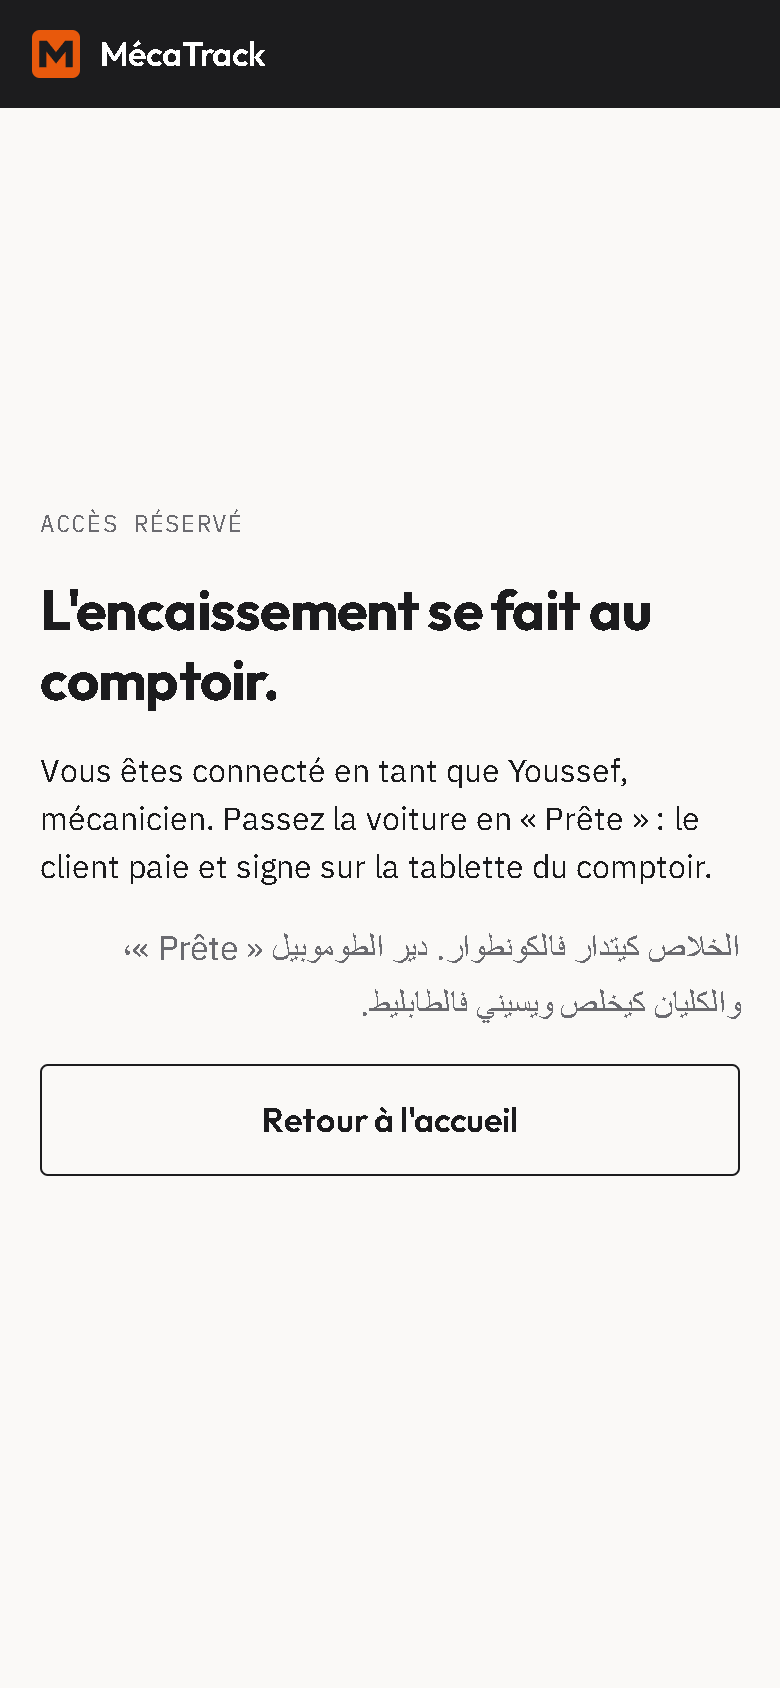 MécaTrack
ACCÈS RÉSERVÉ
L'encaissement se fait au
comptoir.
Vous êtes connecté en tant que Youssef,
mécanicien. Passez la voiture en « Prête » : le
client paie et signe sur la tablette du comptoir.
الخلاص كيتدار فالكونطوار. دير الطوموبيل « Prête »،
والكليان كيخلص ويسيني فالطابليط.
Retour à l'accueil